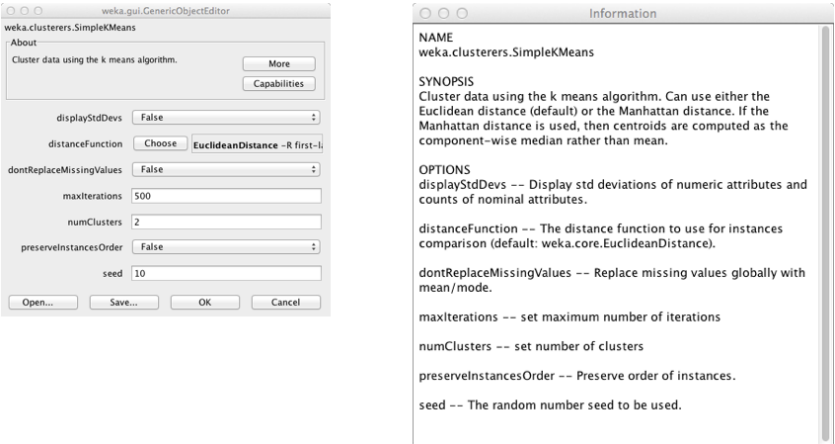 weka.gui.GenericObjectEditor
weka.clusterers.SimpleKMeans
About
Cluster data using the k means algorithm.
More
Capabilities
displayStdDevs False
distanceFunction Choose EuclideanDistance -R first-la
dontReplaceMissingValues False
maxIterations 500
numClusters 2
preserveInstancesOrder False
seed 10
Open... Save... OK Cancel
Information
NAME
weka.clusterers.SimpleKMeans
SYNOPSIS
Cluster data using the k means algorithm. Can use either the
Euclidean distance (default) or the Manhattan distance. If the
Manhattan distance is used, then centroids are computed as the
component-wise median rather than mean.
OPTIONS
displayStdDevs -- Display std deviations of numeric attributes and
counts of nominal attributes.
distanceFunction -- The distance function to use for instances
comparison (default: weka.core.EuclideanDistance).
dontReplaceMissingValues -- Replace missing values globally with
mean/mode.
maxIterations -- set maximum number of iterations
numClusters -- set number of clusters
preserveInstancesOrder -- Preserve order of instances.
seed -- The random number seed to be used.